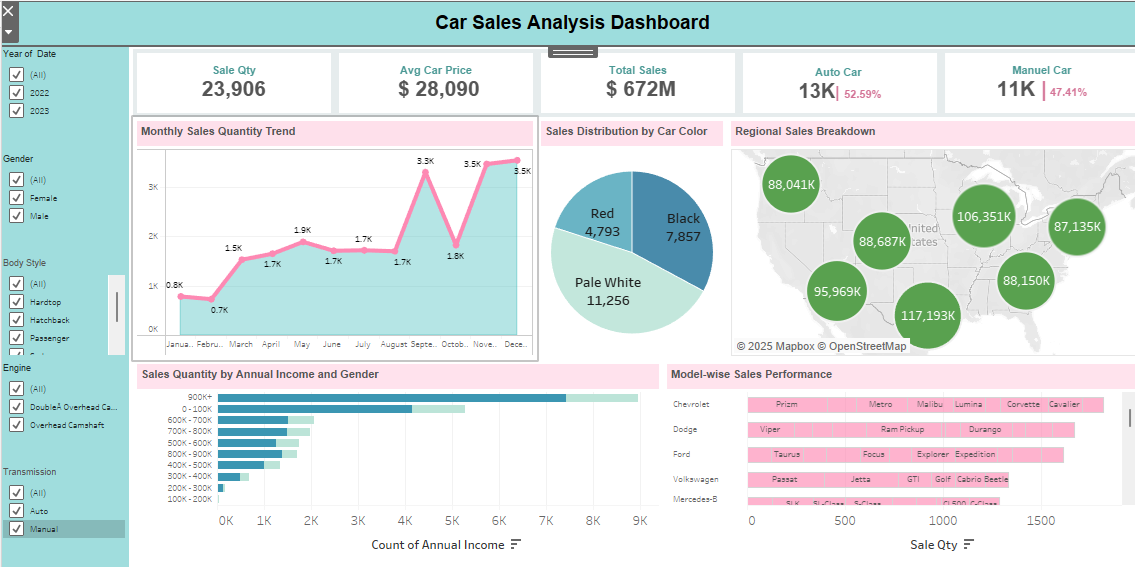 Car Sales Analysis Dashboard
Year of Date
(All)
2022
2023
Gender
(All)
Female
Male
Body Style
(All)
Hardtop
Hatchback
Passenger
Engine
(All)
DoubleÂ Overhead Ca...
Overhead Camshaft
Transmission
(All)
Auto
Manual
Sale Qty
23,906
Avg Car Price
$ 28,090
Total Sales
$ 672M
Auto Car
13K| 52.59%
Manuel Car
11K | 47.41%
Monthly Sales Quantity Trend
3K
2K
1K
0K
0.8K
0.7K
1.5K
1.7K
1.9K
1.7K
1.7K
1.7K
3.3K
1.8K
3.5K
3.5K
Janua..
Febru..
March
April
May
June
July
August
Septe..
Octob..
Nove..
Dece..
Sales Distribution by Car Color
Red
4,793
Black
7,857
Pale White
11,256
Regional Sales Breakdown
88,041K
106,351K
87,135K
88,687K
United
States
95,969K
88,150K
117,193K
© 2025 Mapbox © OpenStreetMap
Sales Quantity by Annual Income and Gender
900K+
0 - 100K
600K - 700K
700K - 800K
500K - 600K
800K - 900K
400K - 500K
300K - 400K
200K - 300K
100K - 200K
0K 1K 2K 3K 4K 5K 6K 7K 8K 9K
Count of Annual Income
Model-wise Sales Performance
Chevrolet Prizm Metro Malibu Lumina Corvette Cavalier
Dodge Viper Ram Pickup Durango
Ford Taurus Focus Explorer Expedition
Volkswagen Passat Jetta GTI Golf Cabrio Beetle
Mercedes-B SLK SL-Class S-Class CL500 C-Class
0 500 1000 1500
Sale Qty